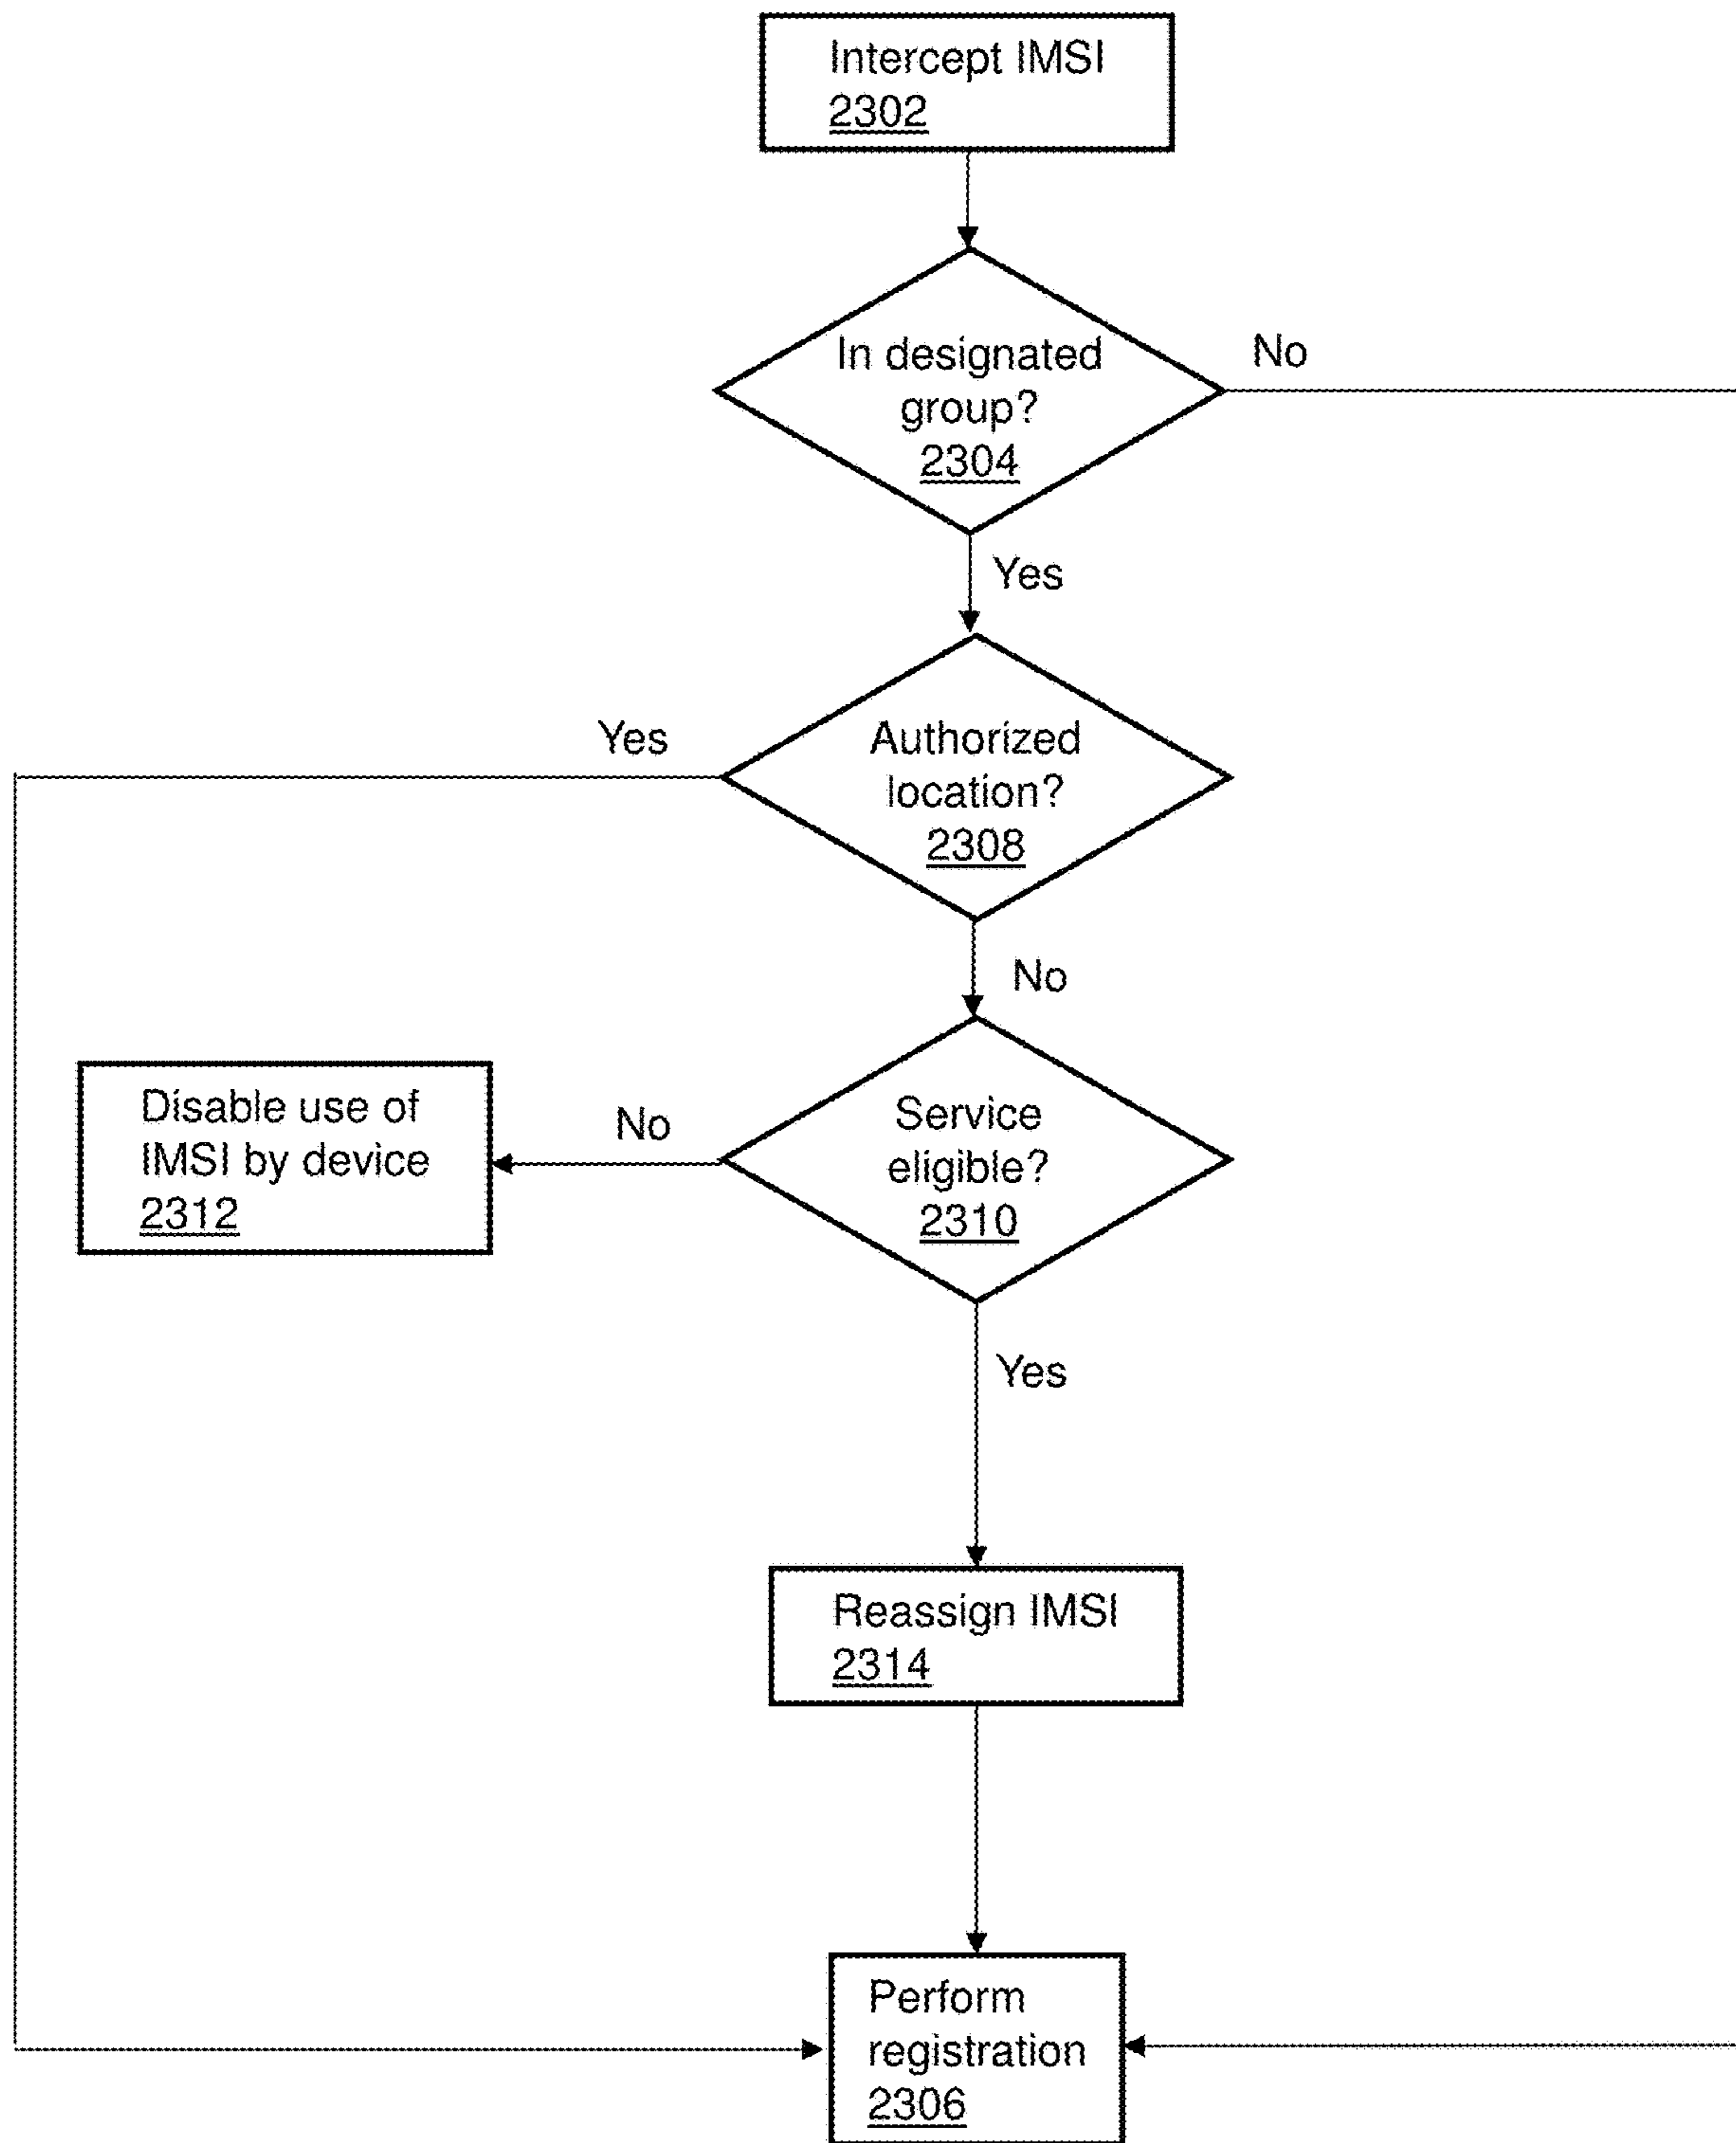 Intercept IMSI
2302
In designated
group?
2304
No
Yes
Authorized
location?
2308
Yes
No
Service
eligible?
2310
No
Disable use of
IMSI by device
2312
Yes
Reassign IMSI
2314
Perform
registration
2306